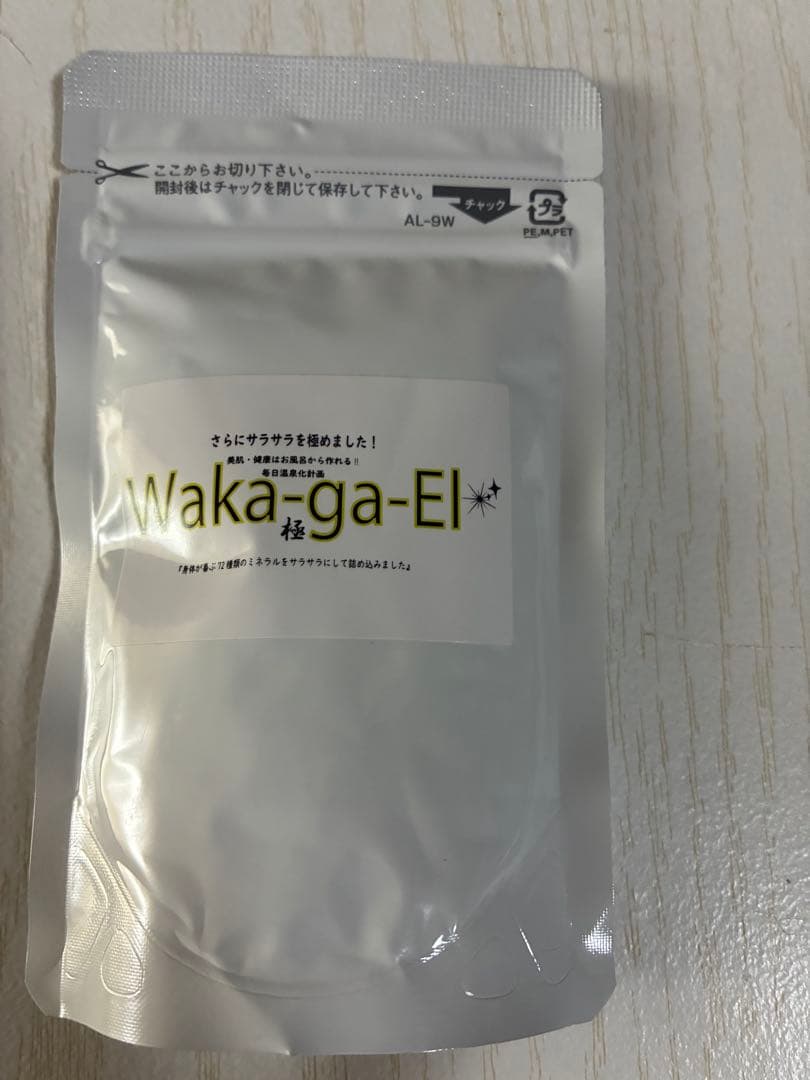 ここからお切り下さい。
開封後はチャックを閉じて保存して下さい。
チャック
プラ
AL-9W
PE,M,PET
さらにサラサラを極めました!
美肌・健康はお風呂から作れる!!
毎日温泉化計画
Waka-ga-El
極
『身体が喜ぶ72種類のミネラルをサラサラにして詰め込みました』